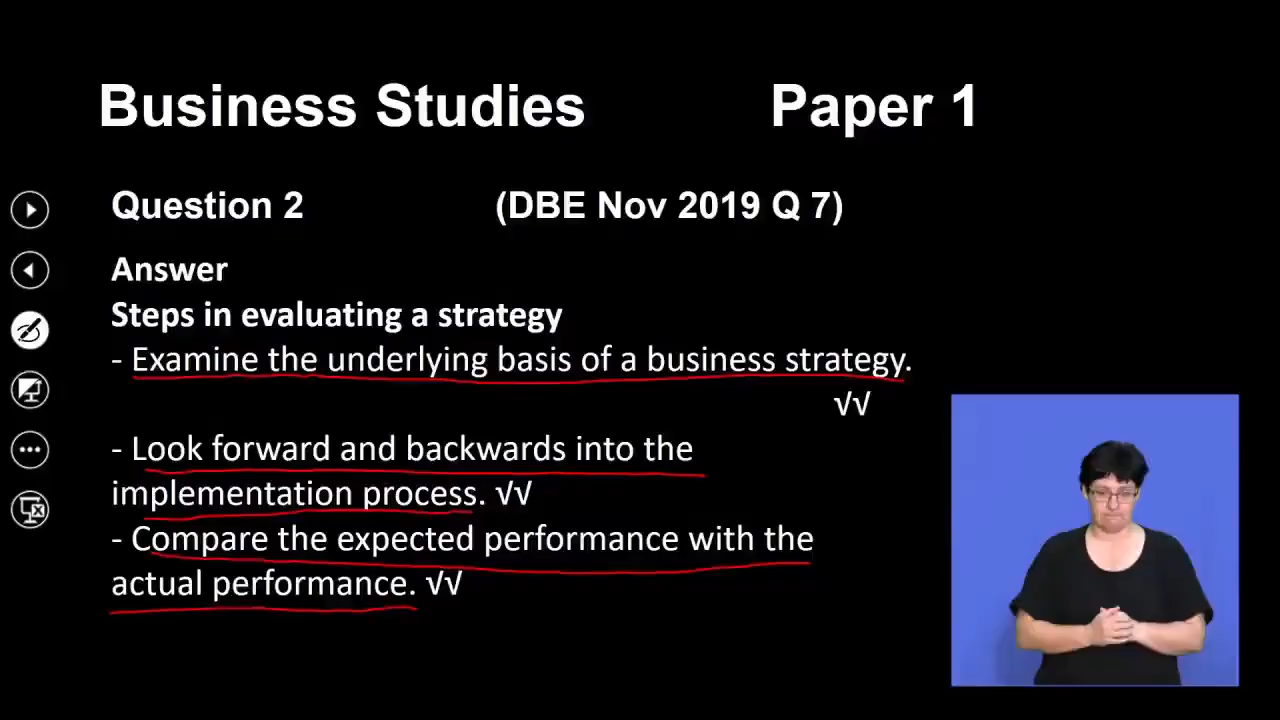 Business Studies Paper 1
Question 2 (DBE Nov 2019 Q 7)
Answer
Steps in evaluating a strategy
- Examine the underlying basis of a business strategy.
√√
- Look forward and backwards into the
implementation process. √√
- Compare the expected performance with the
actual performance. √√